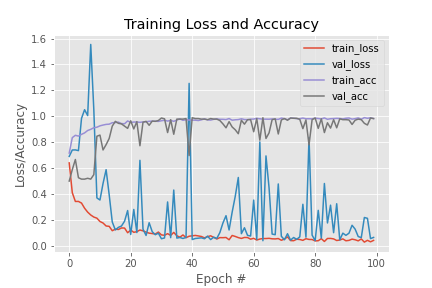 Training Loss and Accuracy
1.6
1.4
1.2
1.0
0.8
0.6
0.4
0.2
0.0
Loss/Accuracy
train_loss
val_loss
train_acc
val_acc
0 20 40 60 80 100
Epoch #